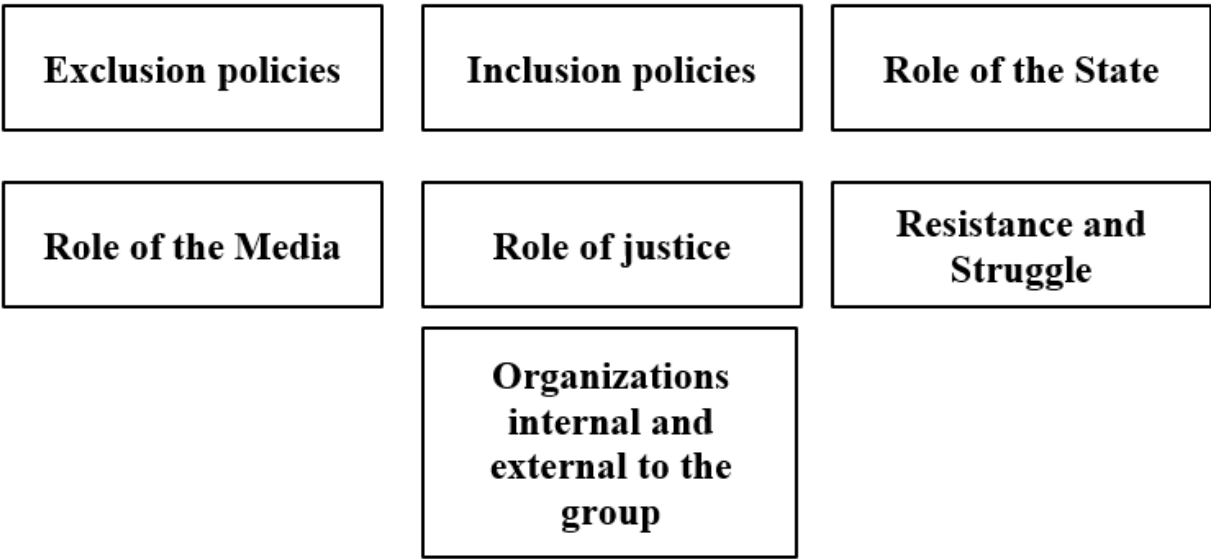 Exclusion policies
Inclusion policies
Role of the State
Role of the Media
Role of justice
Resistance and
Struggle
Organizations
internal and
external to the
group